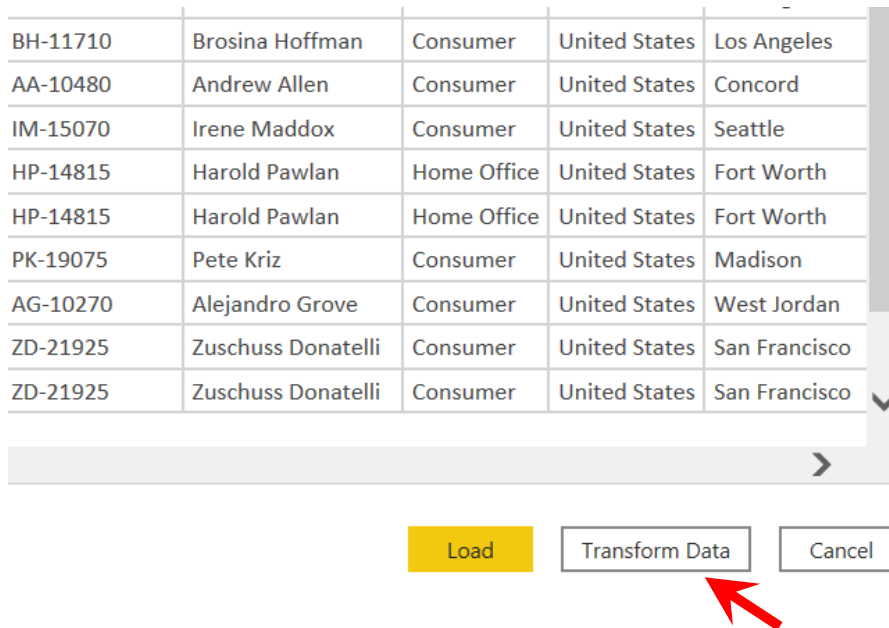 BH-11710 Brosina Hoffman Consumer United States Los Angeles
AA-10480 Andrew Allen Consumer United States Concord
IM-15070 Irene Maddox Consumer United States Seattle
HP-14815 Harold Pawlan Home Office United States Fort Worth
HP-14815 Harold Pawlan Home Office United States Fort Worth
PK-19075 Pete Kriz Consumer United States Madison
AG-10270 Alejandro Grove Consumer United States West Jordan
ZD-21925 Zuschuss Donatelli Consumer United States San Francisco
ZD-21925 Zuschuss Donatelli Consumer United States San Francisco
Load Transform Data Cancel